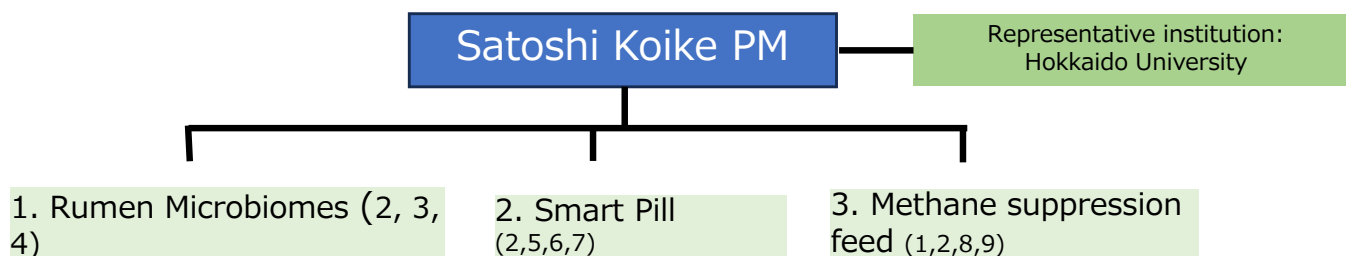 Satoshi Koike PM
Representative institution:
Hokkaido University
1. Rumen Microbiomes (2, 3,
4)
2. Smart Pill
(2,5,6,7)
3. Methane suppression
feed (1,2,8,9)